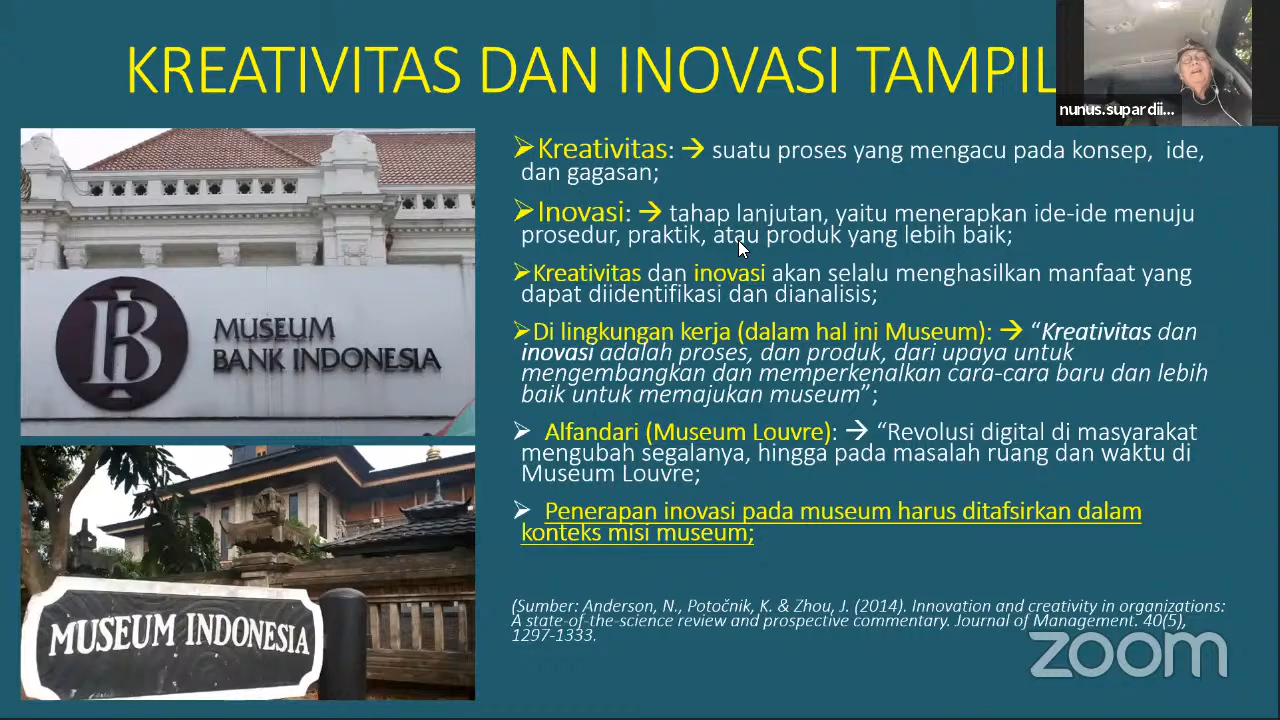 KREATIVITAS DAN INOVASI TAMPIL
nunus.supardii...
MUSEUM
BANK INDONESIA
MUSEUM INDONESIA
➢Kreativitas: → suatu proses yang mengacu pada konsep, ide,
dan gagasan;
➢Inovasi: → tahap lanjutan, yaitu menerapkan ide-ide menuju
prosedur, praktik, atau produk yang lebih baik;
➢Kreativitas dan inovasi akan selalu menghasilkan manfaat yang
dapat diidentifikasi dan dianalisis;
➢Di lingkungan kerja (dalam hal ini Museum): → “Kreativitas dan
inovasi adalah proses, dan produk, dari upaya untuk
mengembangkan dan memperkenalkan cara-cara baru dan lebih
baik untuk memajukan museum”;
➢ Alfandari (Museum Louvre): → “Revolusi digital di masyarakat
mengubah segalanya, hingga pada masalah ruang dan waktu di
Museum Louvre;
➢ Penerapan inovasi pada museum harus ditafsirkan dalam
konteks misi museum;
(Sumber: Anderson, N., Potočnik, K. & Zhou, J. (2014). Innovation and creativity in organizations:
A state-of-the-science review and prospective commentary. Journal of Management. 40(5),
1297-1333.
zoom